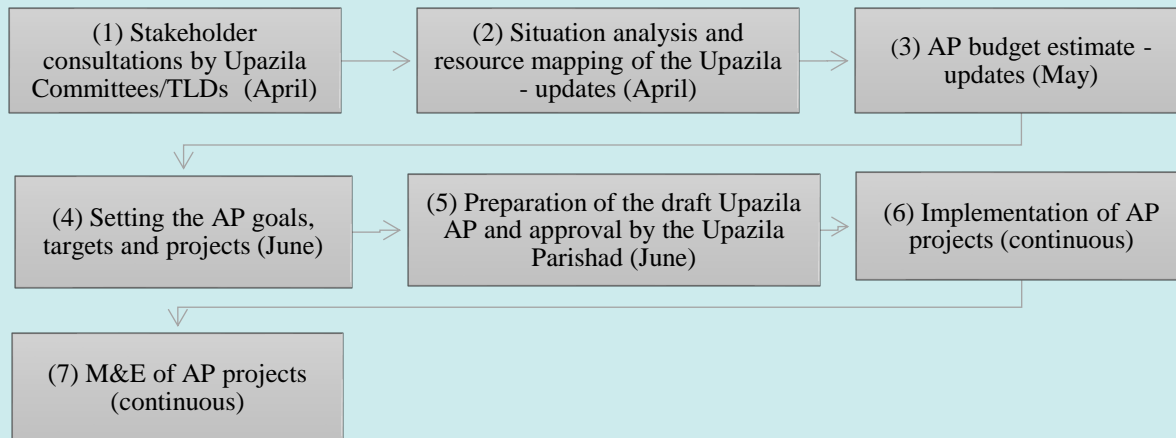 (1) Stakeholder
consultations by Upazila
Committees/TLDs (April)
(2) Situation analysis and
resource mapping of the Upazila
- updates (April)
(3) AP budget estimate -
updates (May)
(4) Setting the AP goals,
targets and projects (June)
(5) Preparation of the draft Upazila
AP and approval by the Upazila
Parishad (June)
(6) Implementation of AP
projects (continuous)
(7) M&E of AP projects
(continuous)